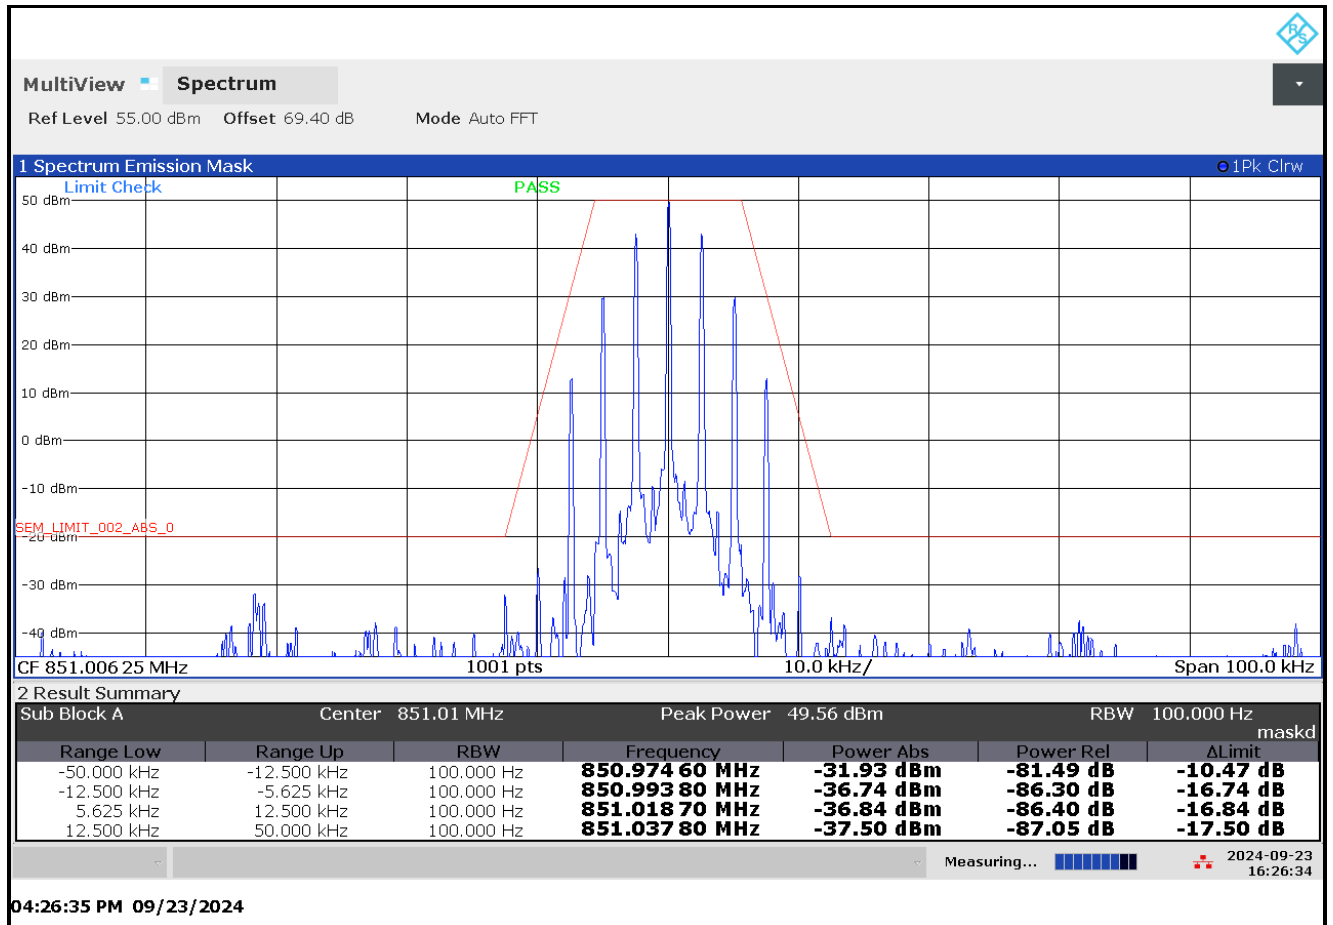 R&S
MultiView Spectrum
Ref Level 55.00 dBm Offset 69.40 dB Mode Auto FFT
1 Spectrum Emission Mask 1Pk Clrw
Limit Check PASS
50 dBm
40 dBm
30 dBm
20 dBm
10 dBm
0 dBm
-10 dBm
SEM_LIMIT_002_ABS_0
-20 dBm
-30 dBm
-40 dBm
CF 851.006 25 MHz 1001 pts 10.0 kHz/ Span 100.0 kHz
2 Result Summary
Sub Block A Center 851.01 MHz Peak Power 49.56 dBm RBW 100.000 Hz
maskd
Range Low Range Up RBW Frequency Power Abs Power Rel ΔLimit
-50.000 kHz -12.500 kHz 100.000 Hz 850.974 60 MHz -31.93 dBm -81.49 dB -10.47 dB
-12.500 kHz -5.625 kHz 100.000 Hz 850.993 80 MHz -36.74 dBm -86.30 dB -16.74 dB
5.625 kHz 12.500 kHz 100.000 Hz 851.018 70 MHz -36.84 dBm -86.40 dB -16.84 dB
12.500 kHz 50.000 kHz 100.000 Hz 851.037 80 MHz -37.50 dBm -87.05 dB -17.50 dB
Measuring... 2024-09-23
16:26:34
04:26:35 PM 09/23/2024